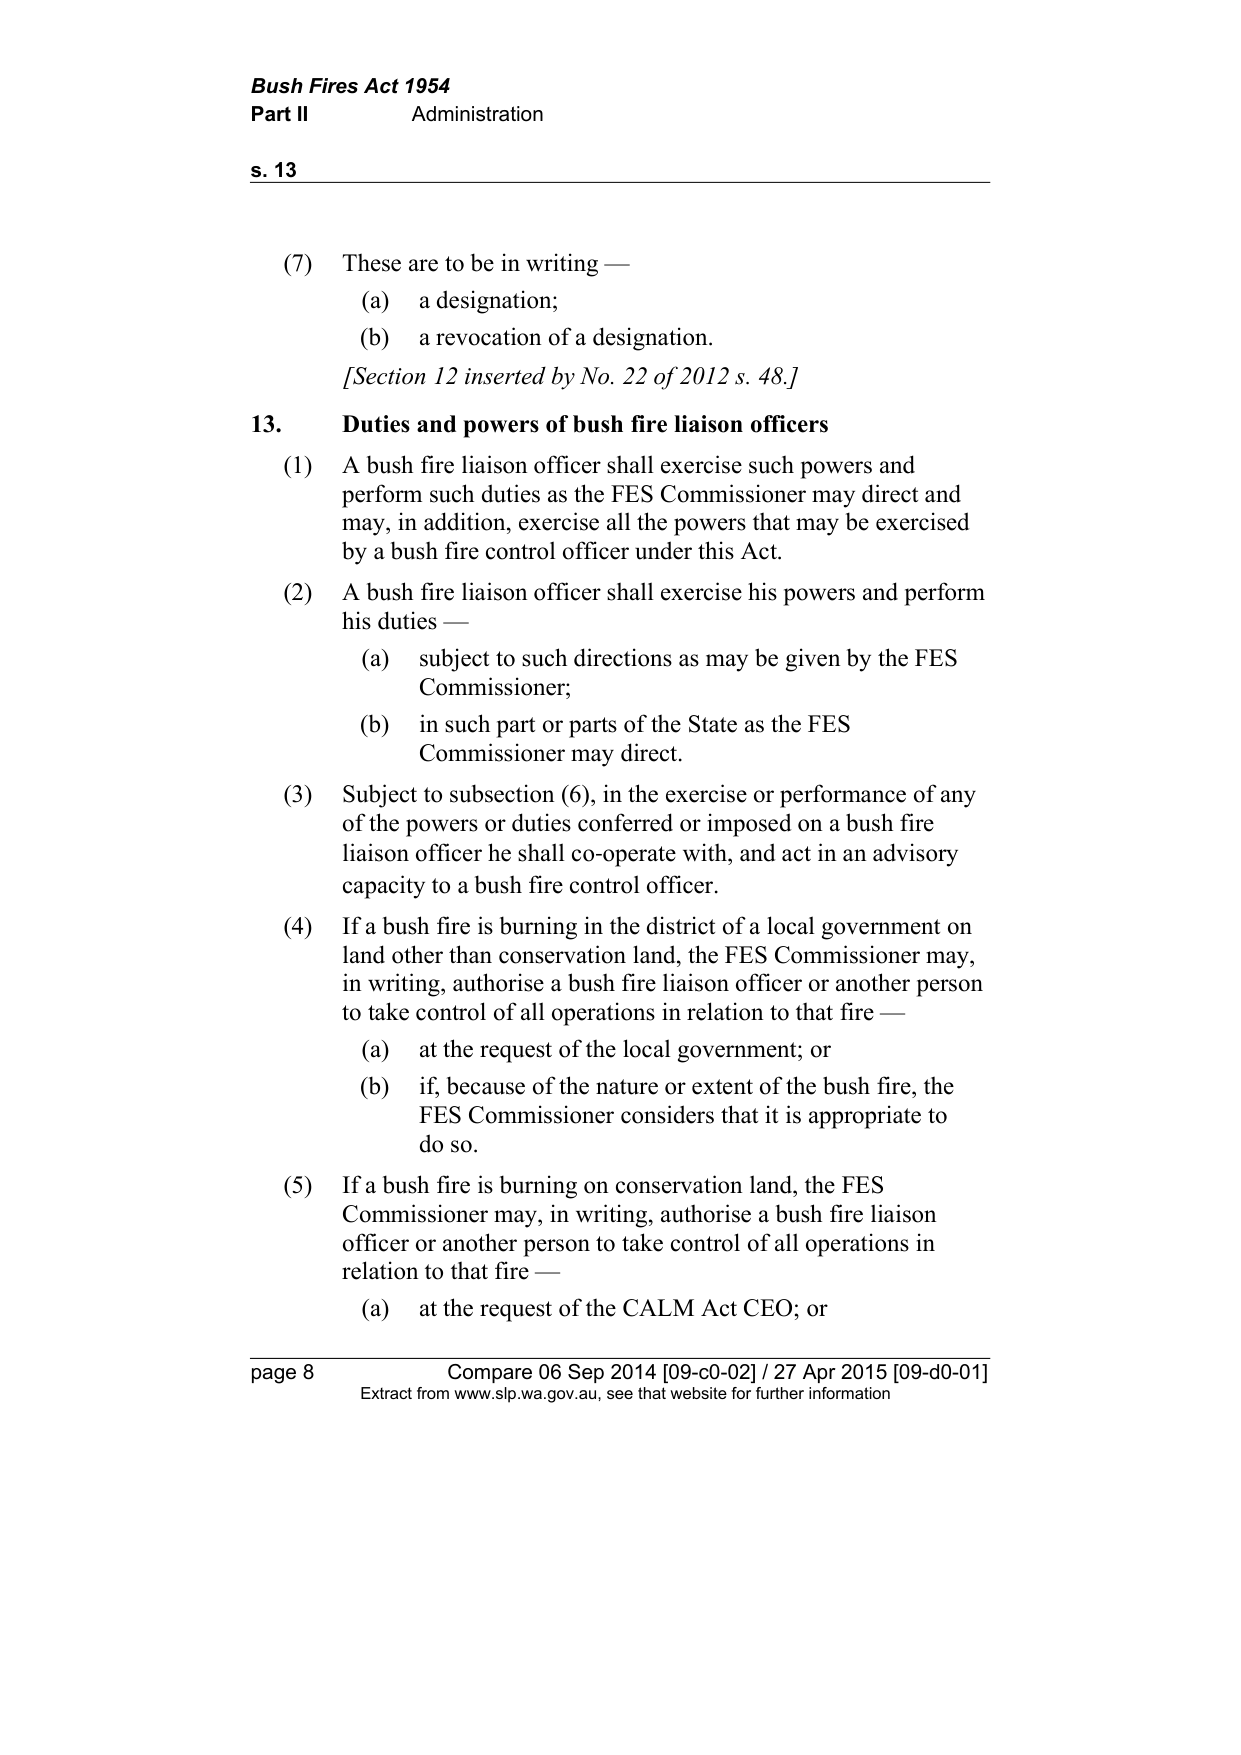 Bush Fires Act 1954
Part II Administration
s. 13
(7) These are to be in writing —
(a) a designation;
(b) a revocation of a designation.
[Section 12 inserted by No. 22 of 2012 s. 48.]
13. Duties and powers of bush fire liaison officers
(1) A bush fire liaison officer shall exercise such powers and
perform such duties as the FES Commissioner may direct and
may, in addition, exercise all the powers that may be exercised
by a bush fire control officer under this Act.
(2) A bush fire liaison officer shall exercise his powers and perform
his duties —
(a) subject to such directions as may be given by the FES
Commissioner;
(b) in such part or parts of the State as the FES
Commissioner may direct.
(3) Subject to subsection (6), in the exercise or performance of any
of the powers or duties conferred or imposed on a bush fire
liaison officer he shall co-operate with, and act in an advisory
capacity to a bush fire control officer.
(4) If a bush fire is burning in the district of a local government on
land other than conservation land, the FES Commissioner may,
in writing, authorise a bush fire liaison officer or another person
to take control of all operations in relation to that fire —
(a) at the request of the local government; or
(b) if, because of the nature or extent of the bush fire, the
FES Commissioner considers that it is appropriate to
do so.
(5) If a bush fire is burning on conservation land, the FES
Commissioner may, in writing, authorise a bush fire liaison
officer or another person to take control of all operations in
relation to that fire —
(a) at the request of the CALM Act CEO; or
page 8 Compare 06 Sep 2014 [09-c0-02] / 27 Apr 2015 [09-d0-01]
Extract from www.slp.wa.gov.au, see that website for further information